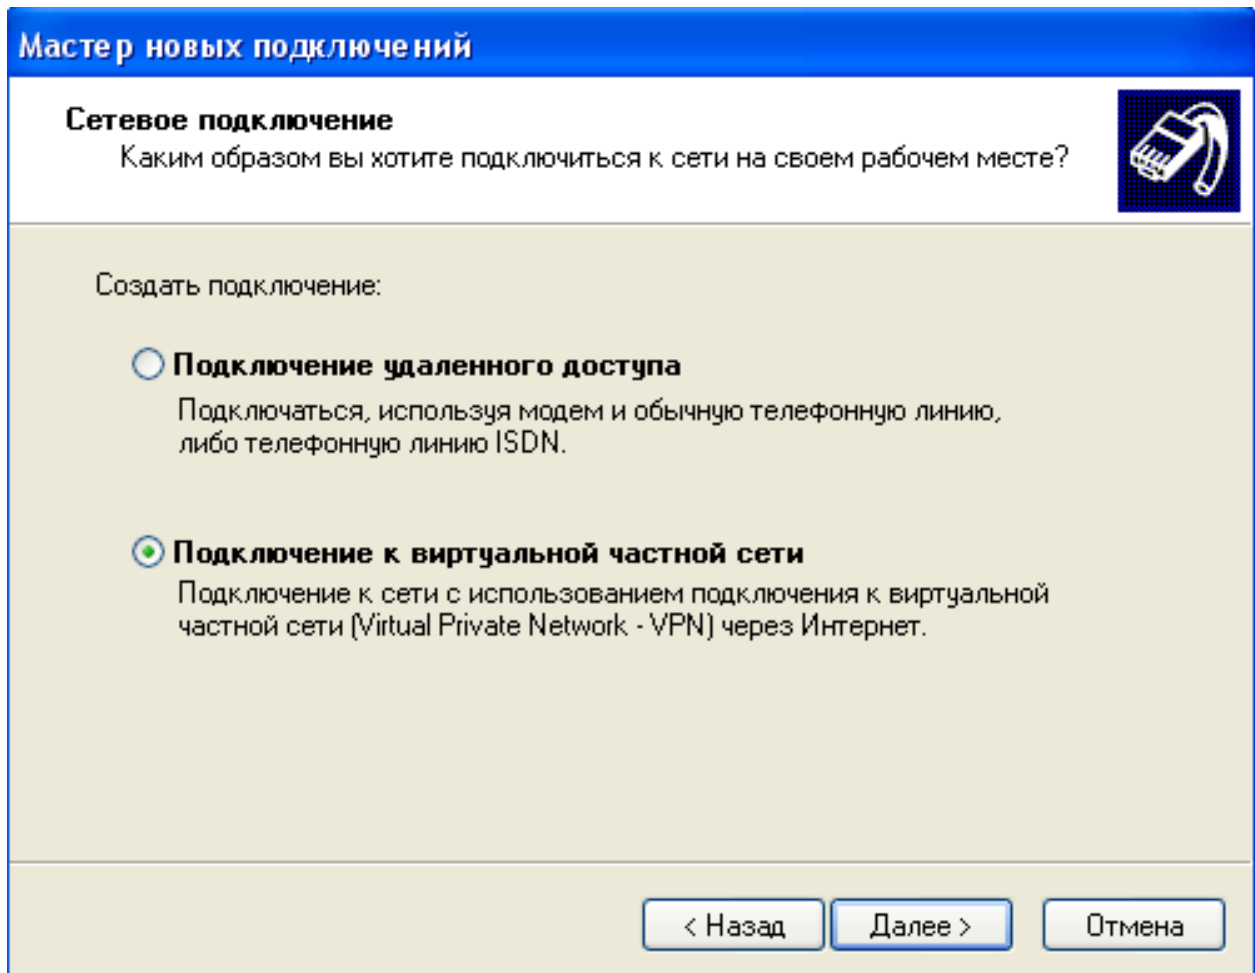 Мастер новых подключений
Сетевое подключение
Каким образом вы хотите подключиться к сети на своем рабочем месте?
Создать подключение:
Подключение удаленного доступа
Подключаться, используя модем и обычную телефонную линию,
либо телефонную линию ISDN.
Подключение к виртуальной частной сети
Подключение к сети с использованием подключения к виртуальной
частной сети (Virtual Private Network - VPN) через Интернет.
< Назад Далее > Отмена